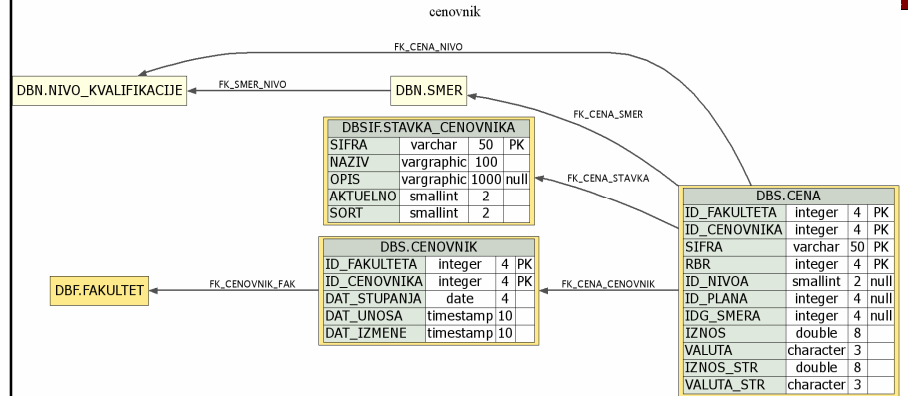 cenovnik
FK_CENA_NIVO
DBN.NIVO_KVALIFIKACIJE
FK_SMER_NIVO
DBN.SMER
FK_CENA_SMER
DBSIF.STAVKA_CENOVNIKA
SIFRA varchar 50 PK
NAZIV vargraphic 100
OPIS vargraphic 1000 null
AKTUELNO smallint 2
SORT smallint 2
FK_CENA_STAVKA
DBS.CENA
ID_FAKULTETA integer 4 PK
ID_CENOVNIKA integer 4 PK
SIFRA varchar 50 PK
RBR integer 4 PK
ID_NIVOA smallint 2 null
ID_PLANA integer 4 null
IDG_SMERA integer 4 null
IZNOS double 8
VALUTA character 3
IZNOS_STR double 8
VALUTA_STR character 3
DBS.CENOVNIK
ID_FAKULTETA integer 4 PK
ID_CENOVNIKA integer 4 PK
DAT_STUPANJA date 4
DAT_UNOSA timestamp 10
DAT_IZMENE timestamp 10
FK_CENA_CENOVNIK
FK_CENOVNIK_FAK
DBF.FAKULTET